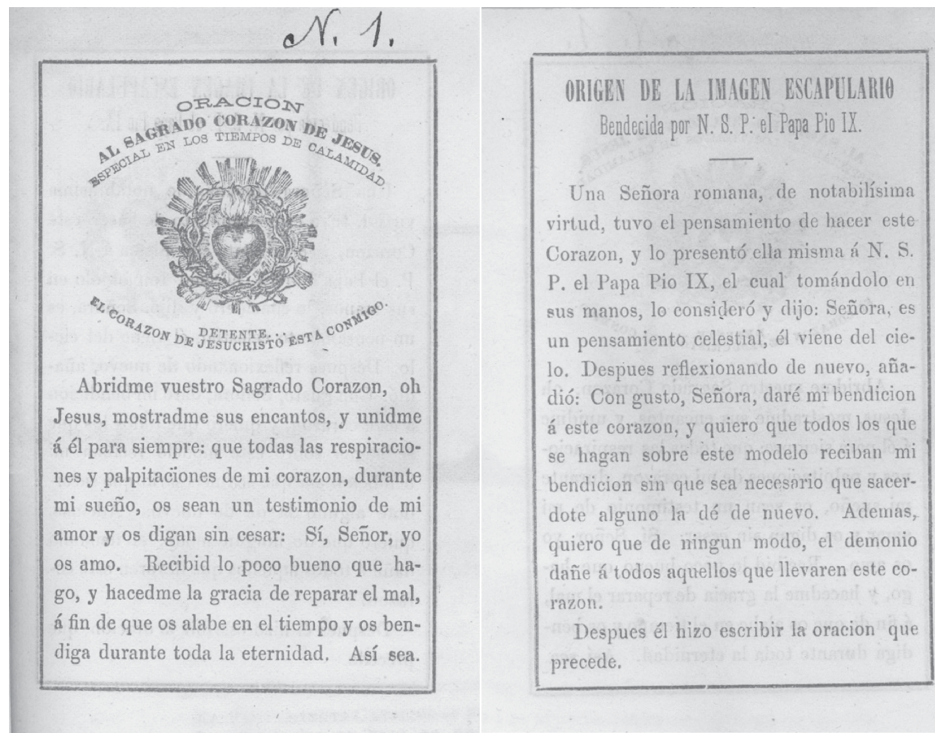 N. 1.
ORACIÓN
AL SAGRADO CORAZON DE JESUS,
ESPECIAL EN LOS TIEMPOS DE CALAMIDAD
DETENTE....
EL CORAZON DE JESUCRISTO ESTA CONMIGO.
Abridme vuestro Sagrado Corazon, oh
Jesus, mostradme sus encantos, y unidme
á él para siempre: que todas las respiracio-
nes y palpitaciones de mi corazon, durante
mi sueño, os sean un testimonio de mi
amor y os digan sin cesar: Sí, Señor, yo
os amo. Recibid lo poco bueno que ha-
go, y hacedme la gracia de reparar el mal,
á fin de que os alabe en el tiempo y os ben-
diga durante toda la eternidad. Así sea.
ORIGEN DE LA IMAGEN ESCAPULARIO
Bendecida por N. S. P. el Papa Pio IX.
Una Señora romana, de notabilísima
virtud, tuvo el pensamiento de hacer este
Corazon, y lo presentó ella misma á N. S.
P. el Papa Pio IX, el cual tomándolo en
sus manos, lo consideró y dijo: Señora, es
un pensamiento celestial, él viene del cie-
lo. Despues reflexionando de nuevo, aña-
dió: Con gusto, Señora, daré mi bendicion
á este corazon, y quiero que todos los que
se hagan sobre este modelo reciban mi
bendicion sin que sea necesario que sacer-
dote alguno la dé de nuevo. Ademas,
quiero que de ningun modo, el demonio
dañe á todos aquellos que llevaren este co-
razon.
Despues él hizo escribir la oracion que
precede.